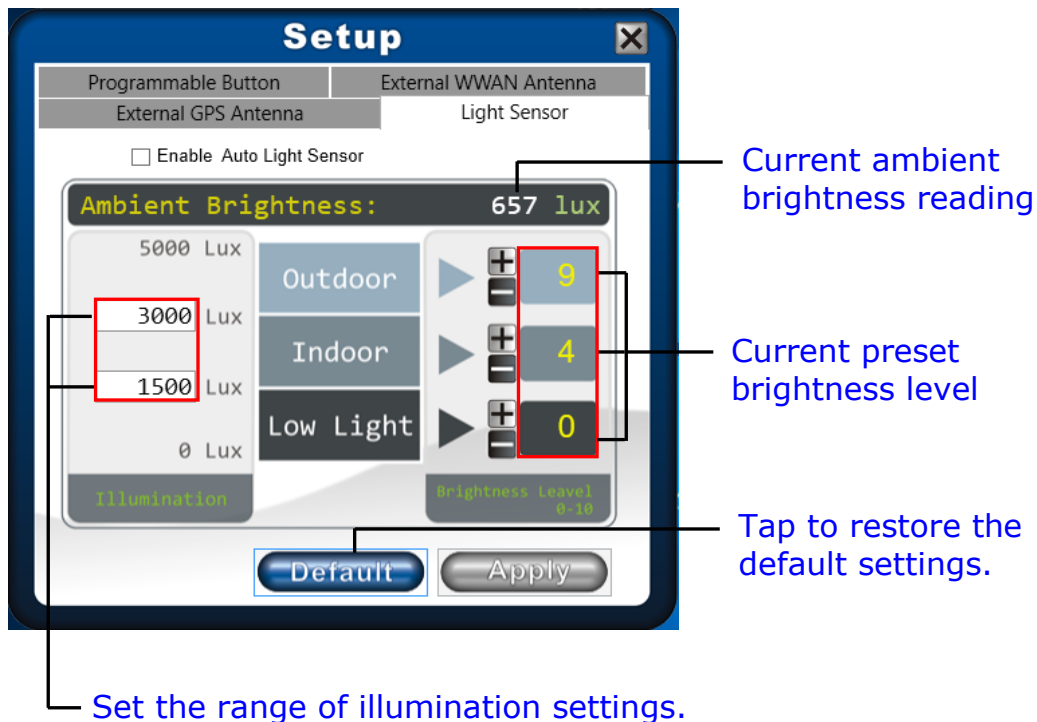 Setup
Programmable Button
External WWAN Antenna
External GPS Antenna
Light Sensor
Enable Auto Light Sensor
Ambient Brightness: 657 lux
5000 Lux
3000 Lux
1500 Lux
0 Lux
Illumination
Outdoor
Indoor
Low Light
9
4
0
Brightness Leavel
0-10
Default
Apply
Current ambient
brightness reading
Current preset
brightness level
Tap to restore the
default settings.
Set the range of illumination settings.